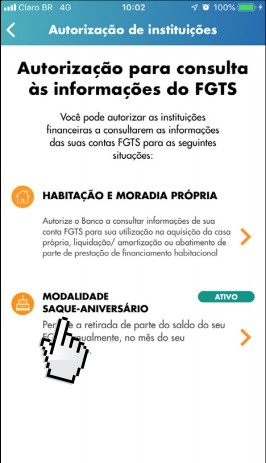 Claro BR 4G 10:02 100%
Autorização de instituições
Autorização para consulta
às informações do FGTS
Você pode autorizar as instituições
financeiras a consultarem as informações
das suas contas FGTS para as seguintes
situações:
HABITAÇÃO E MORADIA PRÓPRIA
Autorize a Banco a consultar informações de sua
conta FGTS para sua utilização na aquisição da casa
própria, liquidação/ amortização ou abatimento de
parte de prestação de financiamento habitacional
MODALIDADE
SAQUE-ANIVERSÁRIO
ATIVO
a retirada de parte do saldo do seu
no mês do seu